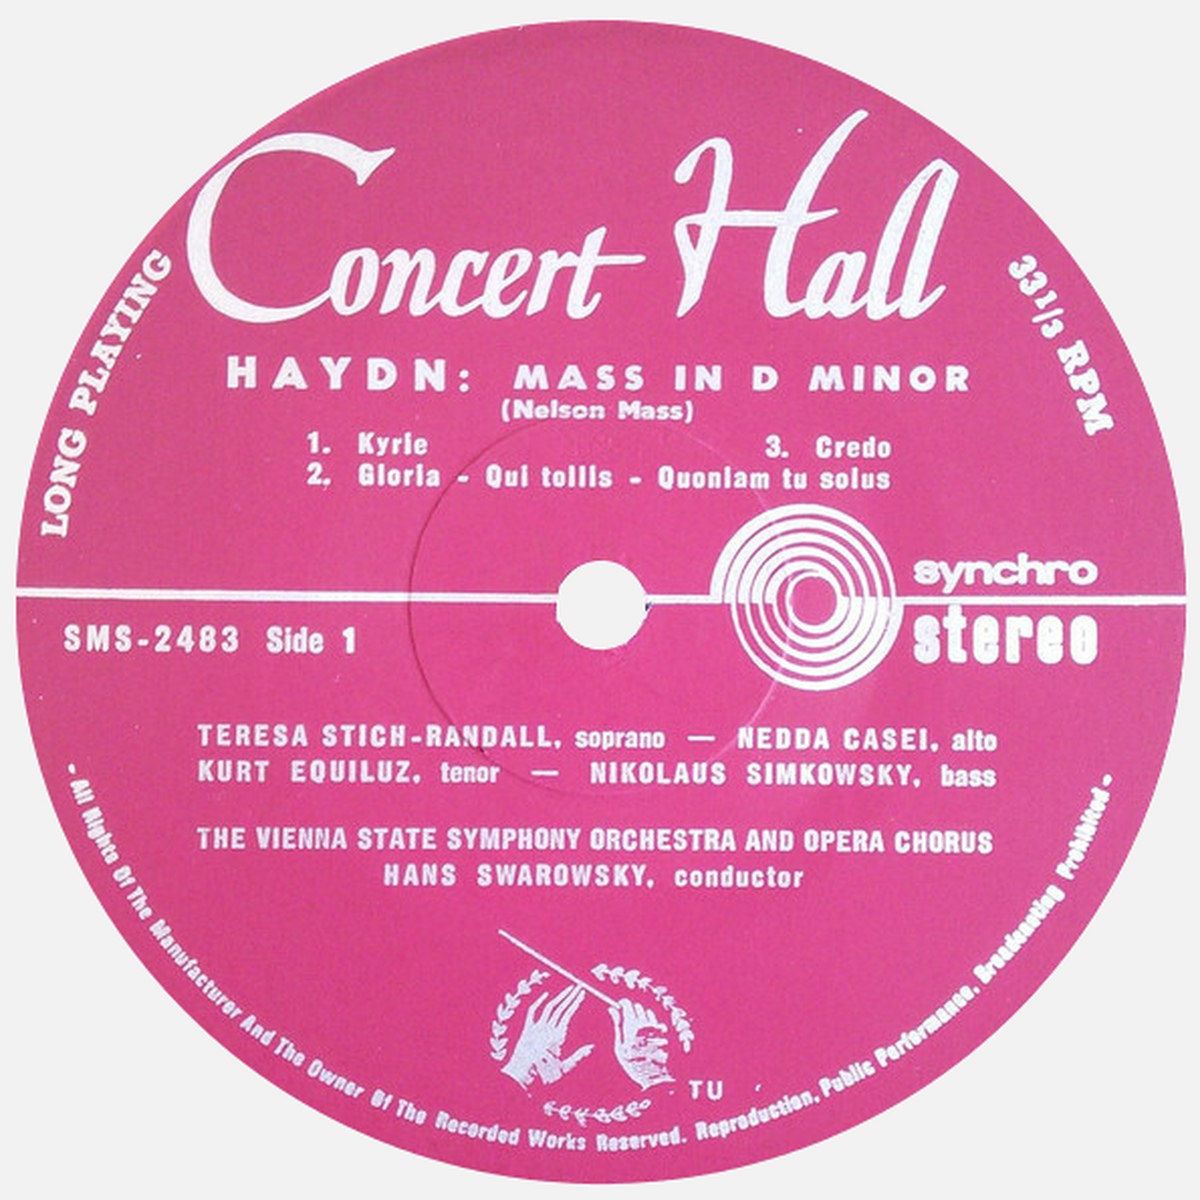 Concert Hall
LONG PLAYING
33 1/3 RPM
HAYDN: MASS IN D MINOR
(Nelson Mass)
1. Kyrie 3. Credo
2. Gloria - Qui tollis - Quoniam tu solus
synchro
stereo
SMS-2483 Side 1
TERESA STICH-RANDALL, soprano — NEDDA CASEI, alto
KURT EQUILUZ, tenor — NIKOLAUS SIMKOWSKY, bass
THE VIENNA STATE SYMPHONY ORCHESTRA AND OPERA CHORUS
HANS SWAROWSKY, conductor
TU
- All Rights Of The Manufacturer And The Owner Of The Recorded Works Reserved. Reproduction, Public Performance, Broadcasting Prohibited -